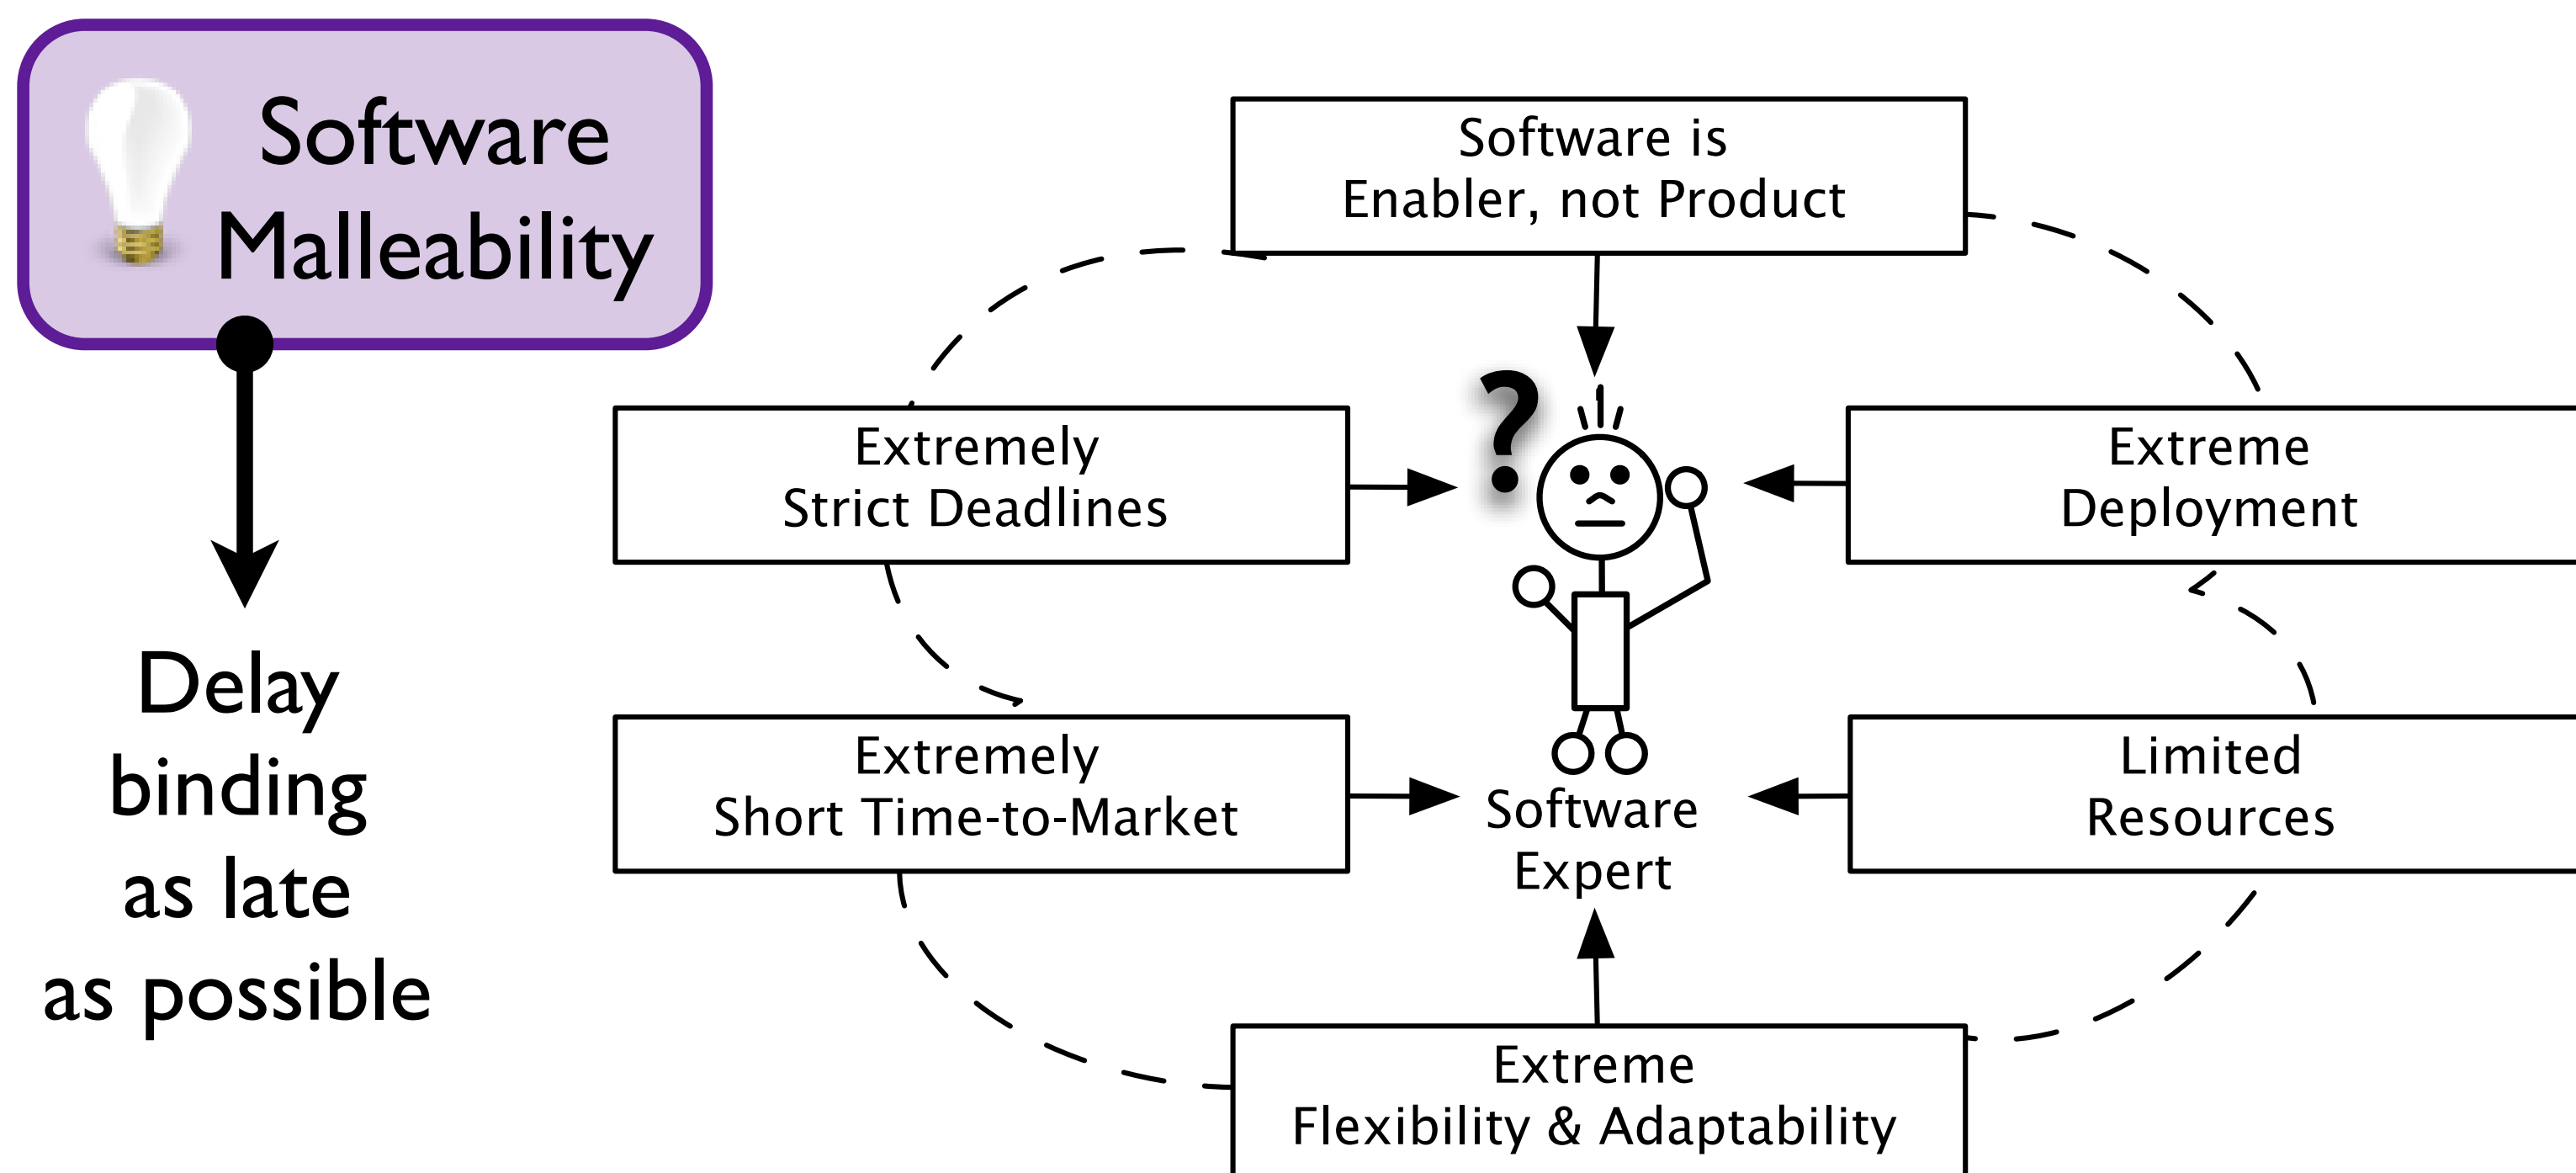 Software
Malleability
Delay
binding
as late
as possible
Software is
Enabler, not Product
?
Extremely
Strict Deadlines
Extreme
Deployment
Extremely
Short Time-to-Market
Limited
Resources
Software
Expert
Extreme
Flexibility & Adaptability